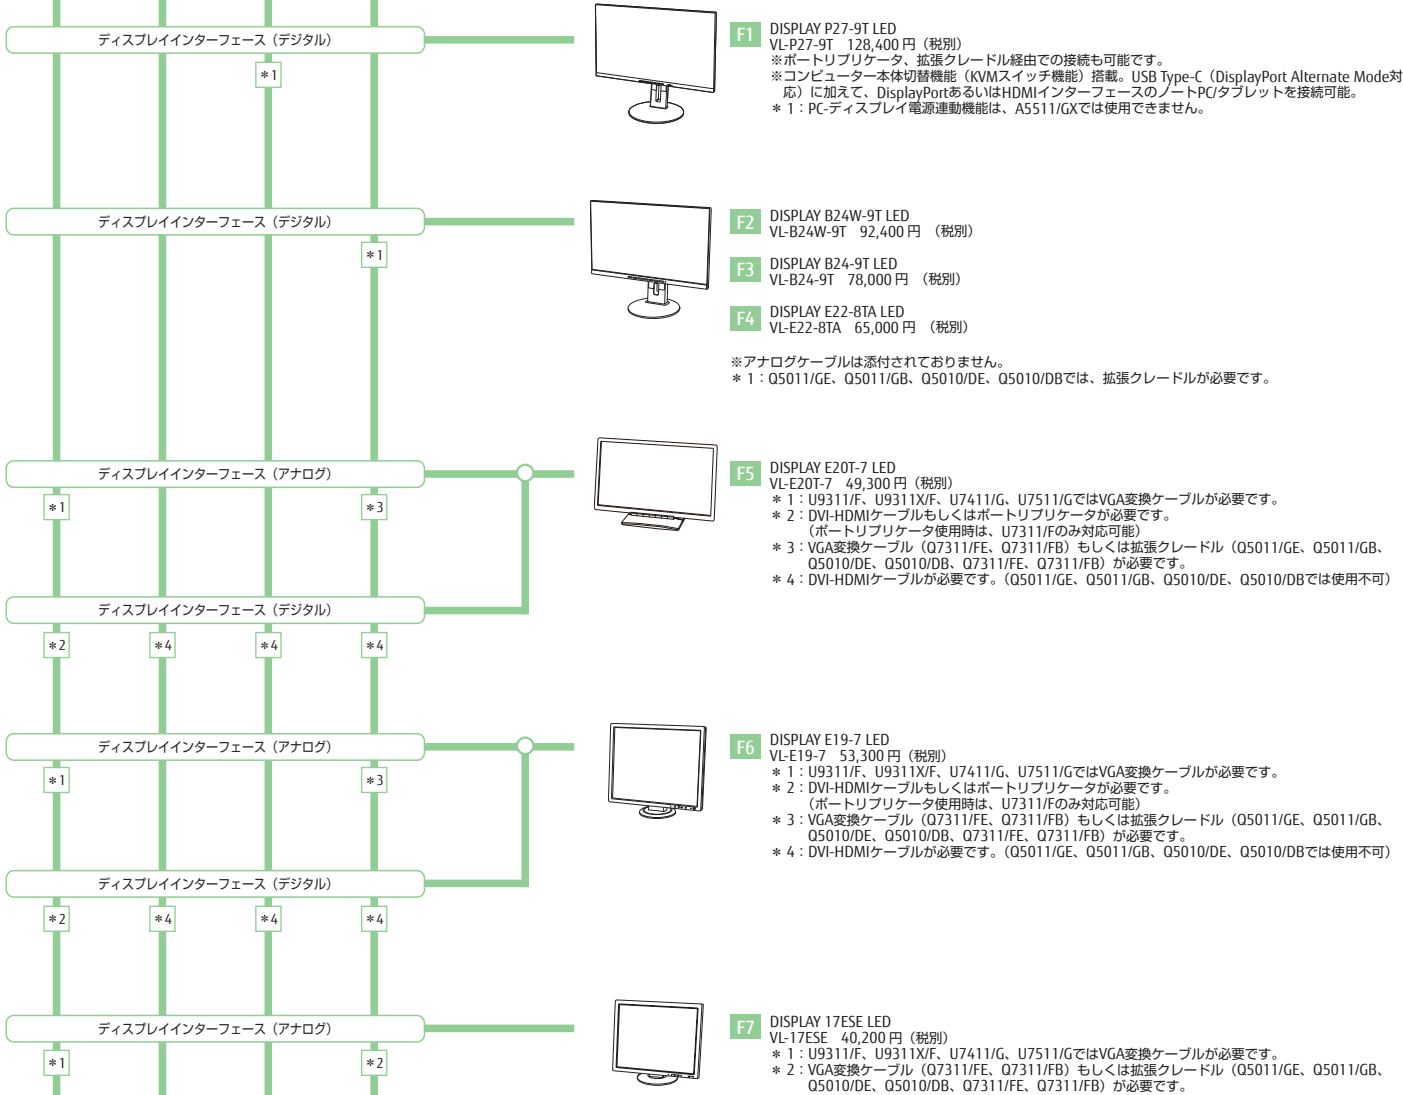 ディスプレイインターフェース（デジタル）
＊1
F1 DISPLAY P27-9T LED
VL-P27-9T 128,400 円（税別）
※ポートリプリケータ、拡張クレードル経由での接続も可能です。
※コンピューター本体切替機能（KVMスイッチ機能）搭載。USB Type-C（DisplayPort Alternate Mode対
応）に加えて、DisplayPortあるいはHDMIインターフェースのノートPC/タブレットを接続可能。
＊ 1：PC-ディスプレイ電源連動機能は、A5511/GXでは使用できません。
ディスプレイインターフェース（デジタル）
＊1
F2 DISPLAY B24W-9T LED
VL-B24W-9T 92,400 円 （税別）
F3 DISPLAY B24-9T LED
VL-B24-9T 78,000 円 （税別）
F4 DISPLAY E22-8TA LED
VL-E22-8TA 65,000 円 （税別）
※アナログケーブルは添付されておりません。
＊ 1：Q5011/GE、Q5011/GB、Q5010/DE、Q5010/DBでは、拡張クレードルが必要です。
ディスプレイインターフェース（アナログ）
＊1 ＊3
F5 DISPLAY E20T-7 LED
VL-E20T-7 49,300 円（税別）
＊ 1：U9311/F、U9311X/F、U7411/G、U7511/GではVGA変換ケーブルが必要です。
＊ 2：DVI-HDMIケーブルもしくはポートリプリケータが必要です。
（ポートリプリケータ使用時は、U7311/Fのみ対応可能）
＊ 3：VGA変換ケーブル（Q7311/FE、Q7311/FB）もしくは拡張クレードル（Q5011/GE、Q5011/GB、
Q5010/DE、Q5010/DB、Q7311/FE、Q7311/FB）が必要です。
＊ 4：DVI-HDMIケーブルが必要です。（Q5011/GE、Q5011/GB、Q5010/DE、Q5010/DBでは使用不可）
ディスプレイインターフェース（デジタル）
＊2 ＊4 ＊4 ＊4
ディスプレイインターフェース（アナログ）
＊1 ＊3
F6 DISPLAY E19-7 LED
VL-E19-7 53,300 円（税別）
＊ 1：U9311/F、U9311X/F、U7411/G、U7511/GではVGA変換ケーブルが必要です。
＊ 2：DVI-HDMIケーブルもしくはポートリプリケータが必要です。
（ポートリプリケータ使用時は、U7311/Fのみ対応可能）
＊ 3：VGA変換ケーブル（Q7311/FE、Q7311/FB）もしくは拡張クレードル（Q5011/GE、Q5011/GB、
Q5010/DE、Q5010/DB、Q7311/FE、Q7311/FB）が必要です。
＊ 4：DVI-HDMIケーブルが必要です。（Q5011/GE、Q5011/GB、Q5010/DE、Q5010/DBでは使用不可）
ディスプレイインターフェース（デジタル）
＊2 ＊4 ＊4 ＊4
ディスプレイインターフェース（アナログ）
＊1 ＊2
F7 DISPLAY 17ESE LED
VL-17ESE 40,200 円（税別）
＊ 1：U9311/F、U9311X/F、U7411/G、U7511/GではVGA変換ケーブルが必要です。
＊ 2：VGA変換ケーブル（Q7311/FE、Q7311/FB）もしくは拡張クレードル（Q5011/GE、Q5011/GB、
Q5010/DE、Q5010/DB、Q7311/FE、Q7311/FB）が必要です。